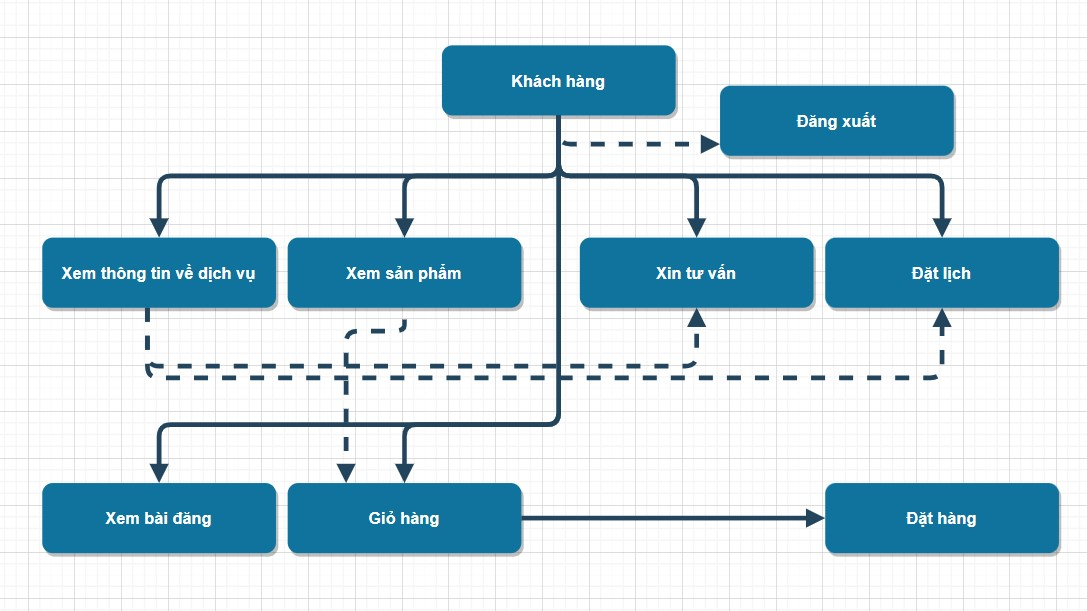 Khách hàng
Đăng xuất
Xem thông tin về dịch vụ
Xem sản phẩm
Xin tư vấn
Đặt lịch
Xem bài đăng
Giỏ hàng
Đặt hàng